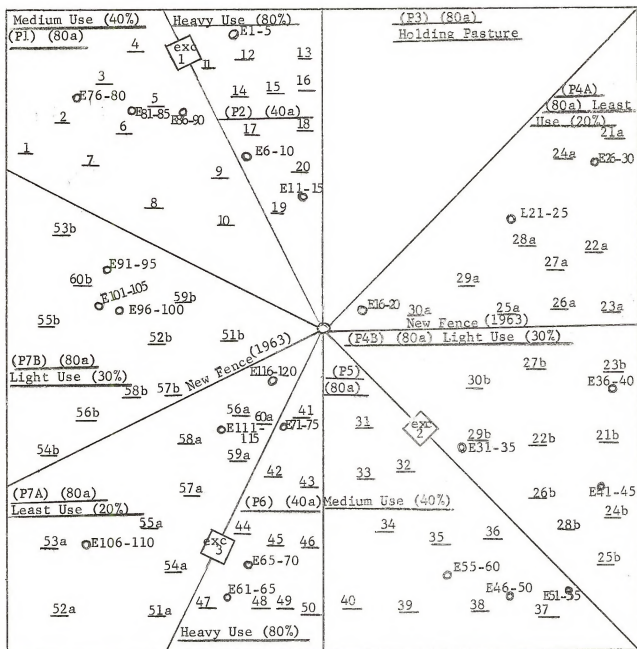 Medium Use (40%)
(P1) (80a)
4
3
E76-80
5
E81-85
E86-90
2
6
1
7
8
Heavy Use (80%)
E1-5
exc
1
11
12
13
14
15
16
(P2) (40a)
17
18
E6-10
9
20
E11-15
19
10
(P3) (80a)
Holding Pasture
(P4A)
(80a) Least
Use (20%)
21a
24a
E26-30
L21-25
28a
22a
27a
29a
E16-20
30a
25a
26a
23a
New Fence (1963)
53b
E91-95
60b
E101-105
59b
E96-100
55b
52b
51b
(P7B) (80a)
Light Use (30%)
New Fence (1963)
57b
58b
56b
54b
(P4B) (80a) Light Use (30%)
27b
23b
30b
E36-40
exc
2
29b
E31-35
22b
21b
26b
E41-45
24b
28b
25b
(P5)
(80a)
31
33
32
Medium Use (40%)
34
35
36
E55-60
E46-50
E51-55
40
39
38
37
E116-120
56a
60a
41
E111-
115
E71-75
58a
59a
57a
42
43
(P7A) (80a)
Least Use (20%)
55a
53a
E106-110
54a
52a
51a
(P6) (40a)
44
exc
3
45
46
E65-70
E61-65
47
48
49
50
Heavy Use (80%)